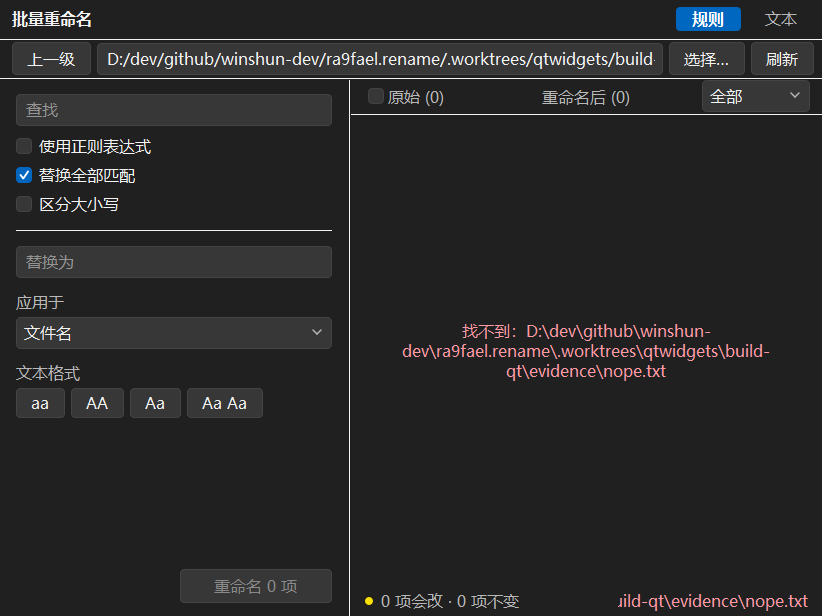 批量重命名
规则
文本
上一级
D:/dev/github/winshun-dev/ra9fael.rename/.worktrees/qtwidgets/build-
选择...
刷新
查找
使用正则表达式
替换全部匹配
区分大小写
替换为
应用于
文件名
文本格式
aa
AA
Aa
Aa Aa
重命名 0 项
原始 (0)
重命名后 (0)
全部
找不到：D:\dev\github\winshun-
dev\ra9fael.rename\.worktrees\qtwidgets\build-
qt\evidence\nope.txt
0 项会改 · 0 项不变
ild-qt\evidence\nope.txt